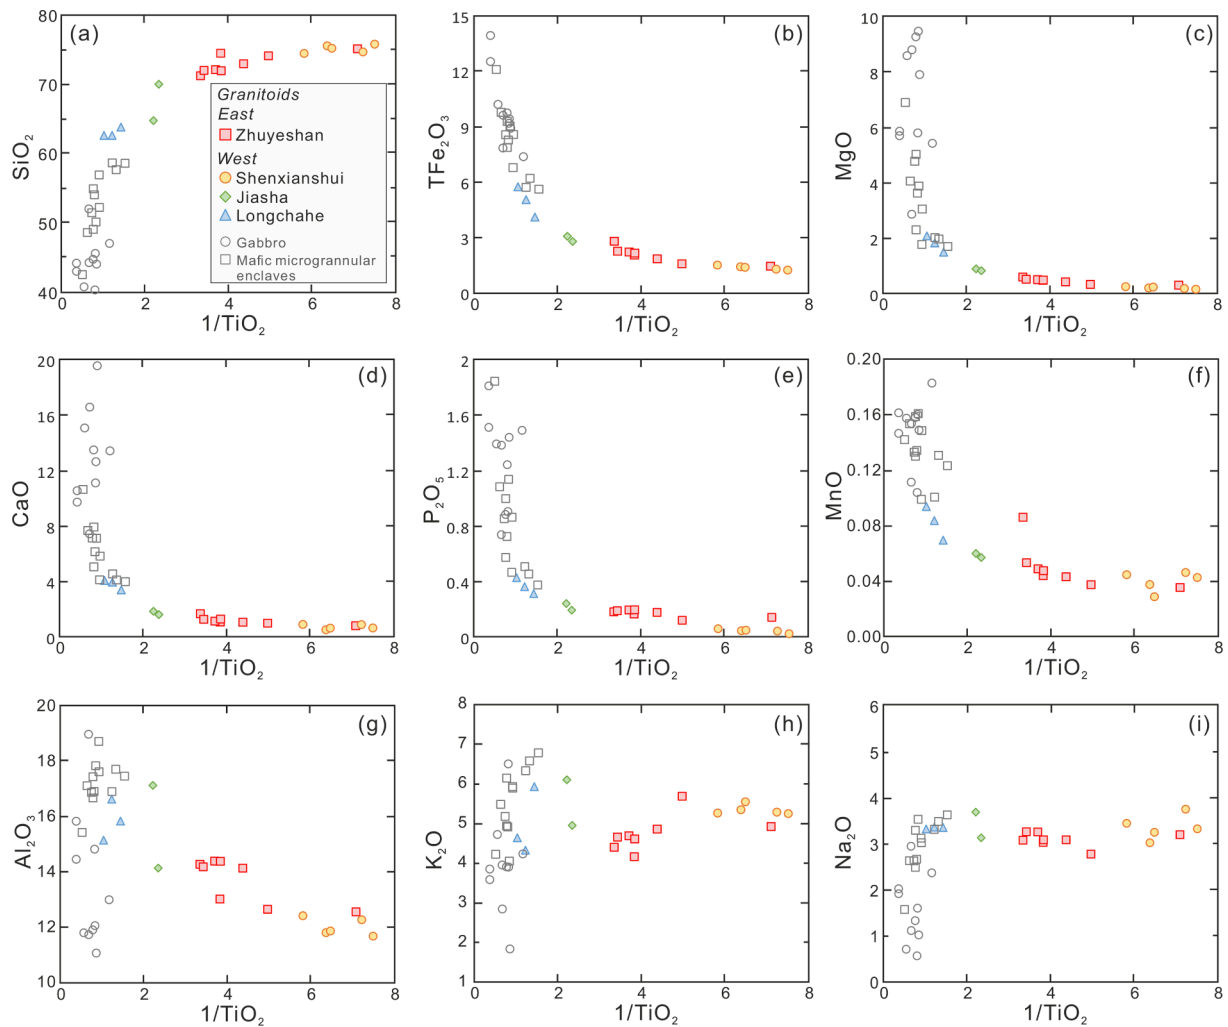 (a)
SiO2
80
70
60
50
40
0
2
4
6
8
1/TiO2
Granitoids
East
Zhuyeshan
West
Shenxianshui
Jiasha
Longchahe
Gabbro
Mafic microgrannular
enclaves
(b)
TFe2O3
15
12
9
6
3
0
0
2
4
6
8
1/TiO2
(c)
MgO
10
8
6
4
2
0
0
2
4
6
8
1/TiO2
(d)
CaO
20
16
12
8
4
0
0
2
4
6
8
1/TiO2
(e)
P2O5
2
1.6
1.2
0.8
0.4
0
0
2
4
6
8
1/TiO2
(f)
MnO
0.20
0.16
0.12
0.08
0.04
0.00
0
2
4
6
8
1/TiO2
(g)
Al2O3
20
18
16
14
12
10
0
2
4
6
8
1/TiO2
(h)
K2O
8
7
6
5
4
3
2
1
0
2
4
6
8
1/TiO2
(i)
Na2O
6
5
4
3
2
1
0
0
2
4
6
8
1/TiO2